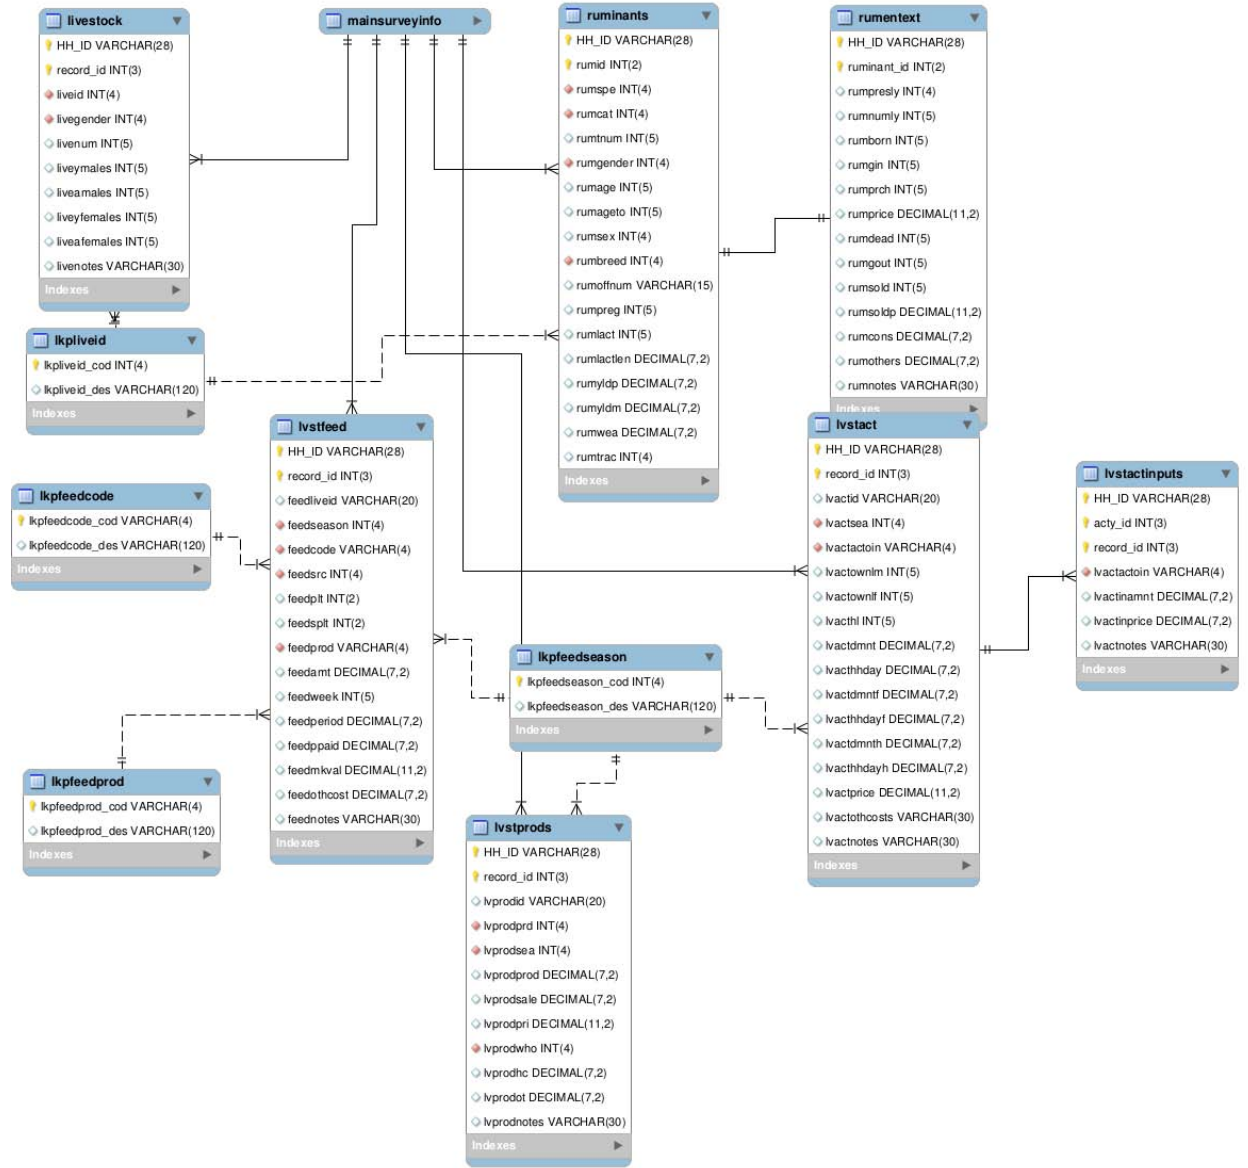 livestock
HH_ID VARCHAR(28)
record_id INT(3)
liveid INT(4)
livegender INT(4)
livenum INT(5)
liveymales INT(5)
liveamales INT(5)
liveyfemales INT(5)
liveafemales INT(5)
livenotes VARCHAR(30)
Indexes
mainsurveyinfo
ruminants
HH_ID VARCHAR(28)
rumid INT(2)
rumspe INT(4)
rumcat INT(4)
rumtnum INT(5)
rumgender INT(4)
rumage INT(5)
rumageto INT(5)
rumsex INT(4)
rumbreed INT(4)
rumoffnum VARCHAR(15)
rumpreg INT(5)
rumlact INT(5)
rumlactlen DECIMAL(7,2)
rumyldp DECIMAL(7,2)
rumyldm DECIMAL(7,2)
rumwea DECIMAL(7,2)
rumtrac INT(4)
Indexes
rumentext
HH_ID VARCHAR(28)
ruminant_id INT(2)
rumpresly INT(4)
rumnumly INT(5)
rumborn INT(5)
rumgin INT(5)
rumprch INT(5)
rumprice DECIMAL(11,2)
rumdead INT(5)
rumgout INT(5)
rumsold INT(5)
rumsoldp DECIMAL(11,2)
rumcons DECIMAL(7,2)
rumothers DECIMAL(7,2)
rumnotes VARCHAR(30)
Indexes
lkpliveid
lkpliveid_cod INT(4)
lkpliveid_des VARCHAR(120)
Indexes
lkpfeedcode
lkpfeedcode_cod VARCHAR(4)
lkpfeedcode_des VARCHAR(120)
Indexes
lvstfeed
HH_ID VARCHAR(28)
record_id INT(3)
feedliveid VARCHAR(20)
feedseason INT(4)
feedcode VARCHAR(4)
feedsrc INT(4)
feedplt INT(2)
feedsplt INT(2)
feedprod VARCHAR(4)
feedamt DECIMAL(7,2)
feedweek INT(5)
feedperiod DECIMAL(7,2)
feedppaid DECIMAL(7,2)
feedmkval DECIMAL(11,2)
feedothcost DECIMAL(7,2)
feednotes VARCHAR(30)
Indexes
lvstact
HH_ID VARCHAR(28)
record_id INT(3)
lvactid VARCHAR(20)
lvactsea INT(4)
lvactactoin VARCHAR(4)
lvactownlm INT(5)
lvactownlf INT(5)
lvacthl INT(5)
lvactdmnt DECIMAL(7,2)
lvacthhday DECIMAL(7,2)
lvactdmntf DECIMAL(7,2)
lvacthhdayf DECIMAL(7,2)
lvactdmnth DECIMAL(7,2)
lvacthhdayh DECIMAL(7,2)
lvactprice DECIMAL(11,2)
lvactothcosts VARCHAR(30)
lvactnotes VARCHAR(30)
Indexes
lvstactinputs
HH_ID VARCHAR(28)
acty_id INT(3)
record_id INT(3)
lvactactoin VARCHAR(4)
lvactinamnt DECIMAL(7,2)
lvactinprice DECIMAL(7,2)
lvactnotes VARCHAR(30)
Indexes
lkpfeedseason
lkpfeedseason_cod INT(4)
lkpfeedseason_des VARCHAR(120)
Indexes
lkpfeedprod
lkpfeedprod_cod VARCHAR(4)
lkpfeedprod_des VARCHAR(120)
Indexes
lvstprods
HH_ID VARCHAR(28)
record_id INT(3)
lvprodid VARCHAR(20)
lvprodprd INT(4)
lvprodsea INT(4)
lvprodprod DECIMAL(7,2)
lvprodsale DECIMAL(7,2)
lvprodpri DECIMAL(11,2)
lvprodwho INT(4)
lvprodhc DECIMAL(7,2)
lvprodot DECIMAL(7,2)
lvprodnotes VARCHAR(30)
Indexes